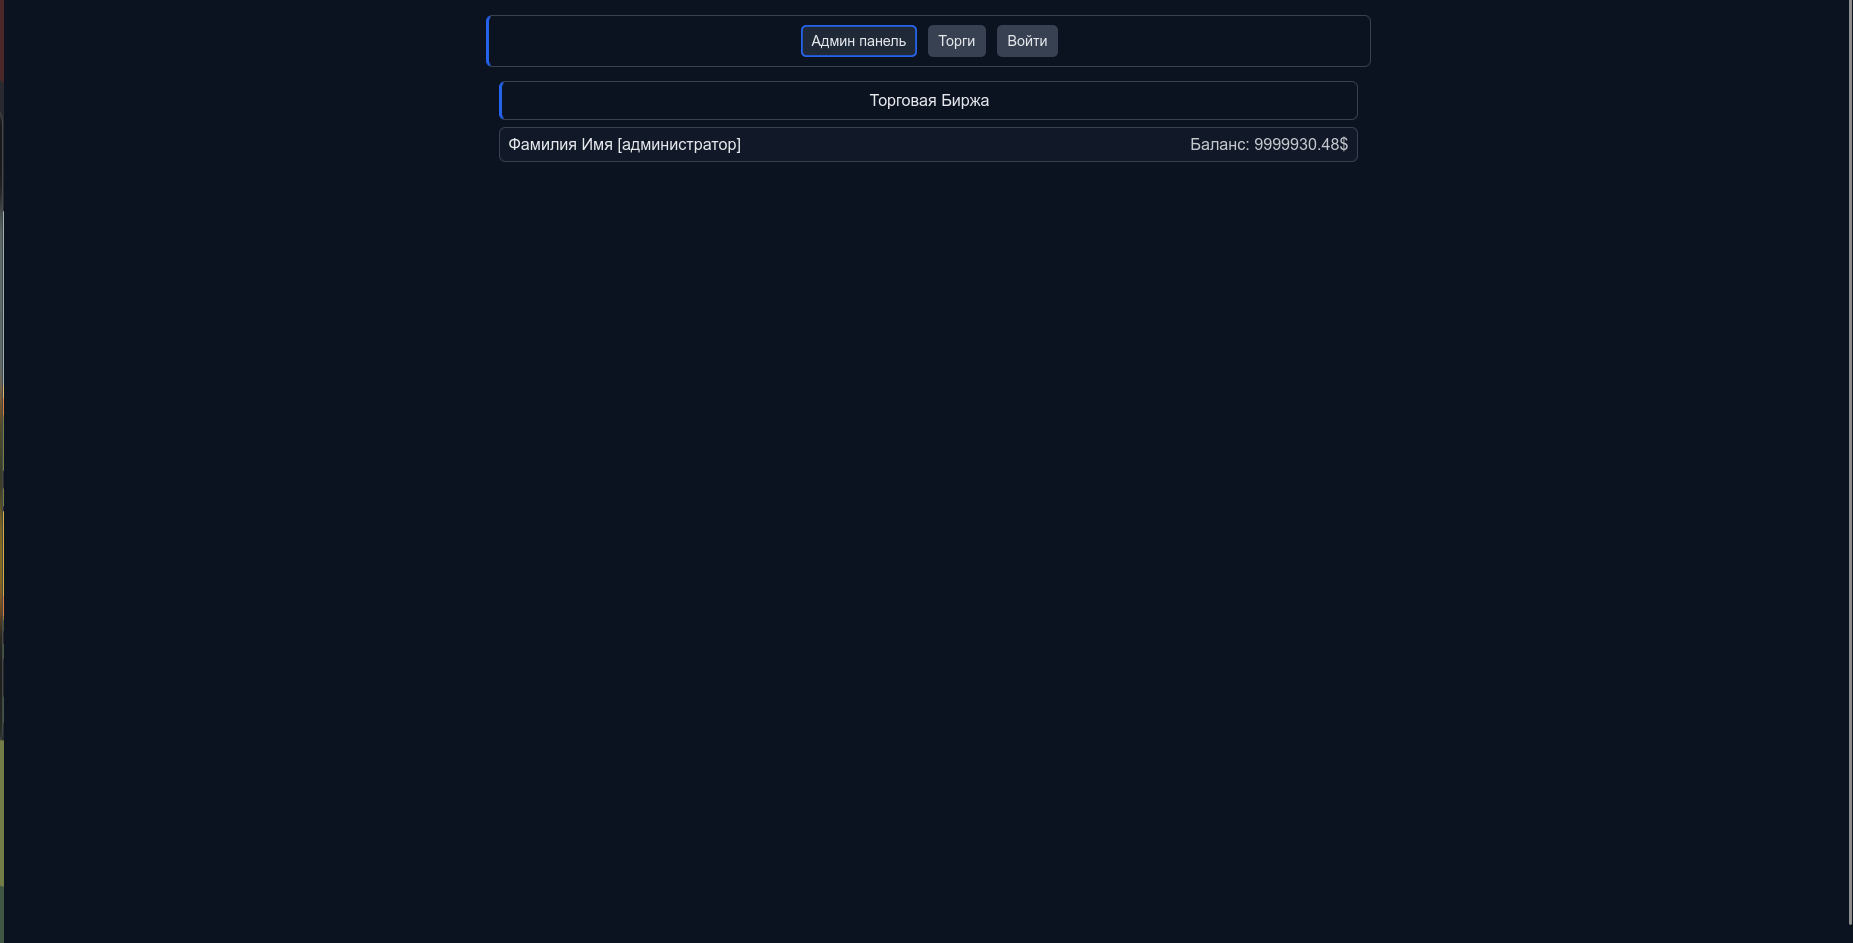 Админ панель Торги Войти
Торговая Биржа
Фамилия Имя [администратор] Баланс: 9999930.48$